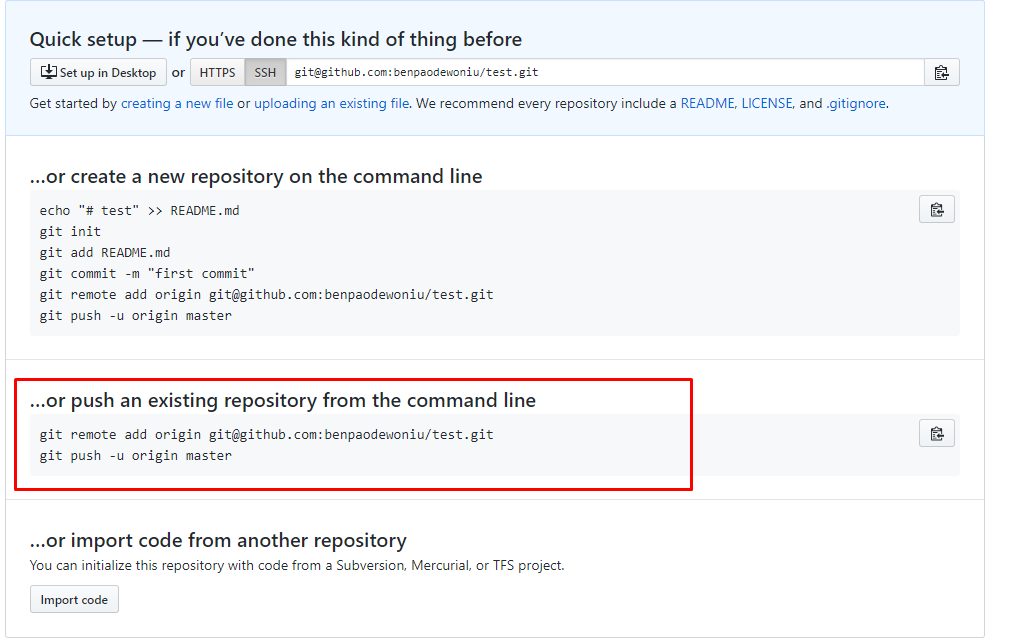 Quick setup — if you’ve done this kind of thing before
Set up in Desktop or HTTPS SSH git@github.com:benpaodewoniu/test.git
Get started by creating a new file or uploading an existing file. We recommend every repository include a README, LICENSE, and .gitignore.
…or create a new repository on the command line
echo "# test" >> README.md
git init
git add README.md
git commit -m "first commit"
git remote add origin git@github.com:benpaodewoniu/test.git
git push -u origin master
…or push an existing repository from the command line
git remote add origin git@github.com:benpaodewoniu/test.git
git push -u origin master
…or import code from another repository
You can initialize this repository with code from a Subversion, Mercurial, or TFS project.
Import code